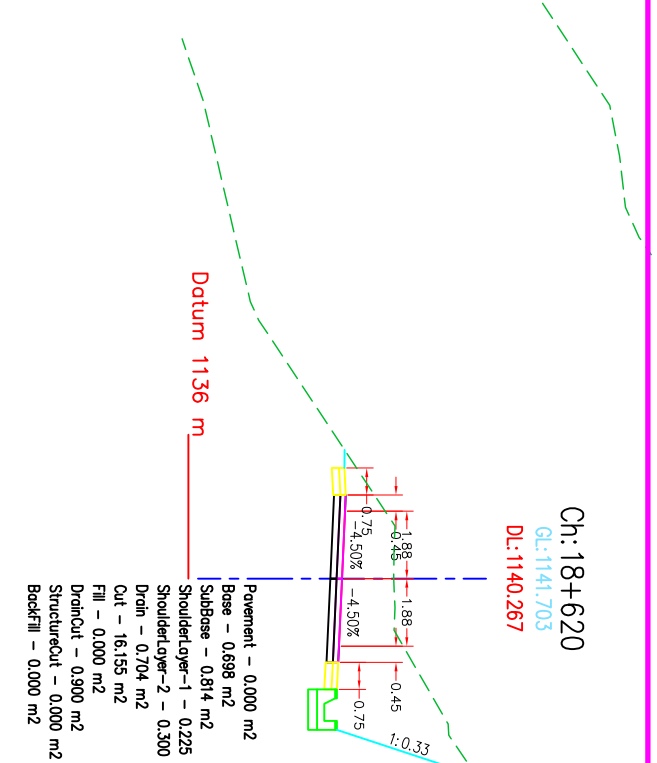 Ch:18+620
GL:1141.703
DL:1140.267
0.75
0.45
1.88
1.88
0.45
0.75
-4.50%
-4.50%
1:0.33
Datum 1136 m
Pavement - 0.000 m2
Base - 0.698 m2
SubBase - 0.814 m2
ShoulderLayer-1 - 0.225
ShoulderLayer-2 - 0.300
Drain - 0.704 m2
Cut - 16.155 m2
Fill - 0.000 m2
DrainCut - 0.900 m2
StructureCut - 0.000 m2
BackFill - 0.000 m2